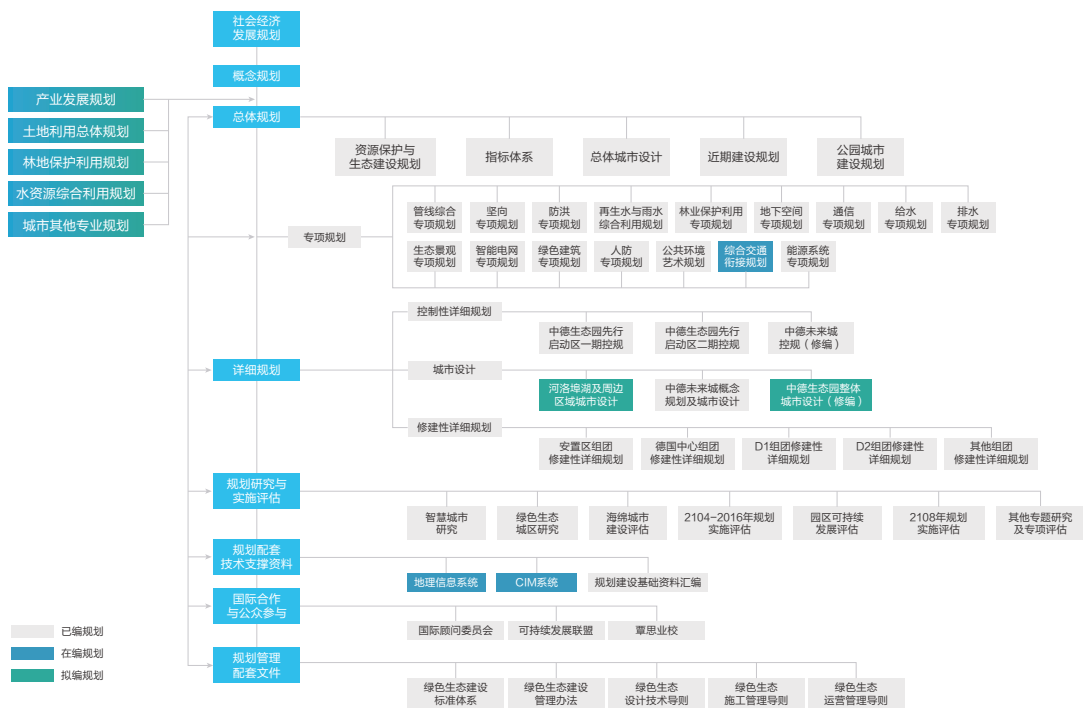 社会经济
发展规划
概念规划
产业发展规划
总体规划
土地利用总体规划
林地保护利用规划
水资源综合利用规划
城市其他专业规划
资源保护与
生态建设规划
指标体系
总体城市设计
近期建设规划
公园城市
建设规划
专项规划
管线综合
专项规划
竖向
专项规划
防洪
专项规划
再生水与雨水
综合利用规划
林业保护利用
专项规划
地下空间
专项规划
通信
专项规划
给水
专项规划
排水
专项规划
生态景观
专项规划
智能电网
专项规划
绿色建筑
专项规划
人防
专项规划
公共环境
艺术规划
综合交通
衔接规划
能源系统
专项规划
详细规划
控制性详细规划
中德生态园先行
启动区一期控规
中德生态园先行
启动区二期控规
中德未来城
控规（修编）
城市设计
河洛埠湖及周边
区域城市设计
中德未来城概念
规划及城市设计
中德生态园整体
城市设计（修编）
修建性详细规划
安置区组团
修建性详细规划
德国中心组团
修建性详细规划
D1组团修建性
详细规划
D2组团修建性
详细规划
其他组团
修建性详细规划
规划研究与
实施评估
智慧城市
研究
绿色生态
城区研究
海绵城市
建设评估
2104-2016年规划
实施评估
园区可持续
发展评估
2108年规划
实施评估
其他专题研究
及专项评估
规划配套
技术支撑资料
地理信息系统
CIM系统
规划建设基础资料汇编
国际合作
与公众参与
国际顾问委员会
可持续发展联盟
覃思业校
规划管理
配套文件
绿色生态建设
标准体系
绿色生态建设
管理办法
绿色生态
设计技术导则
绿色生态
施工管理导则
绿色生态
运营管理导则
已编规划
在编规划
拟编规划